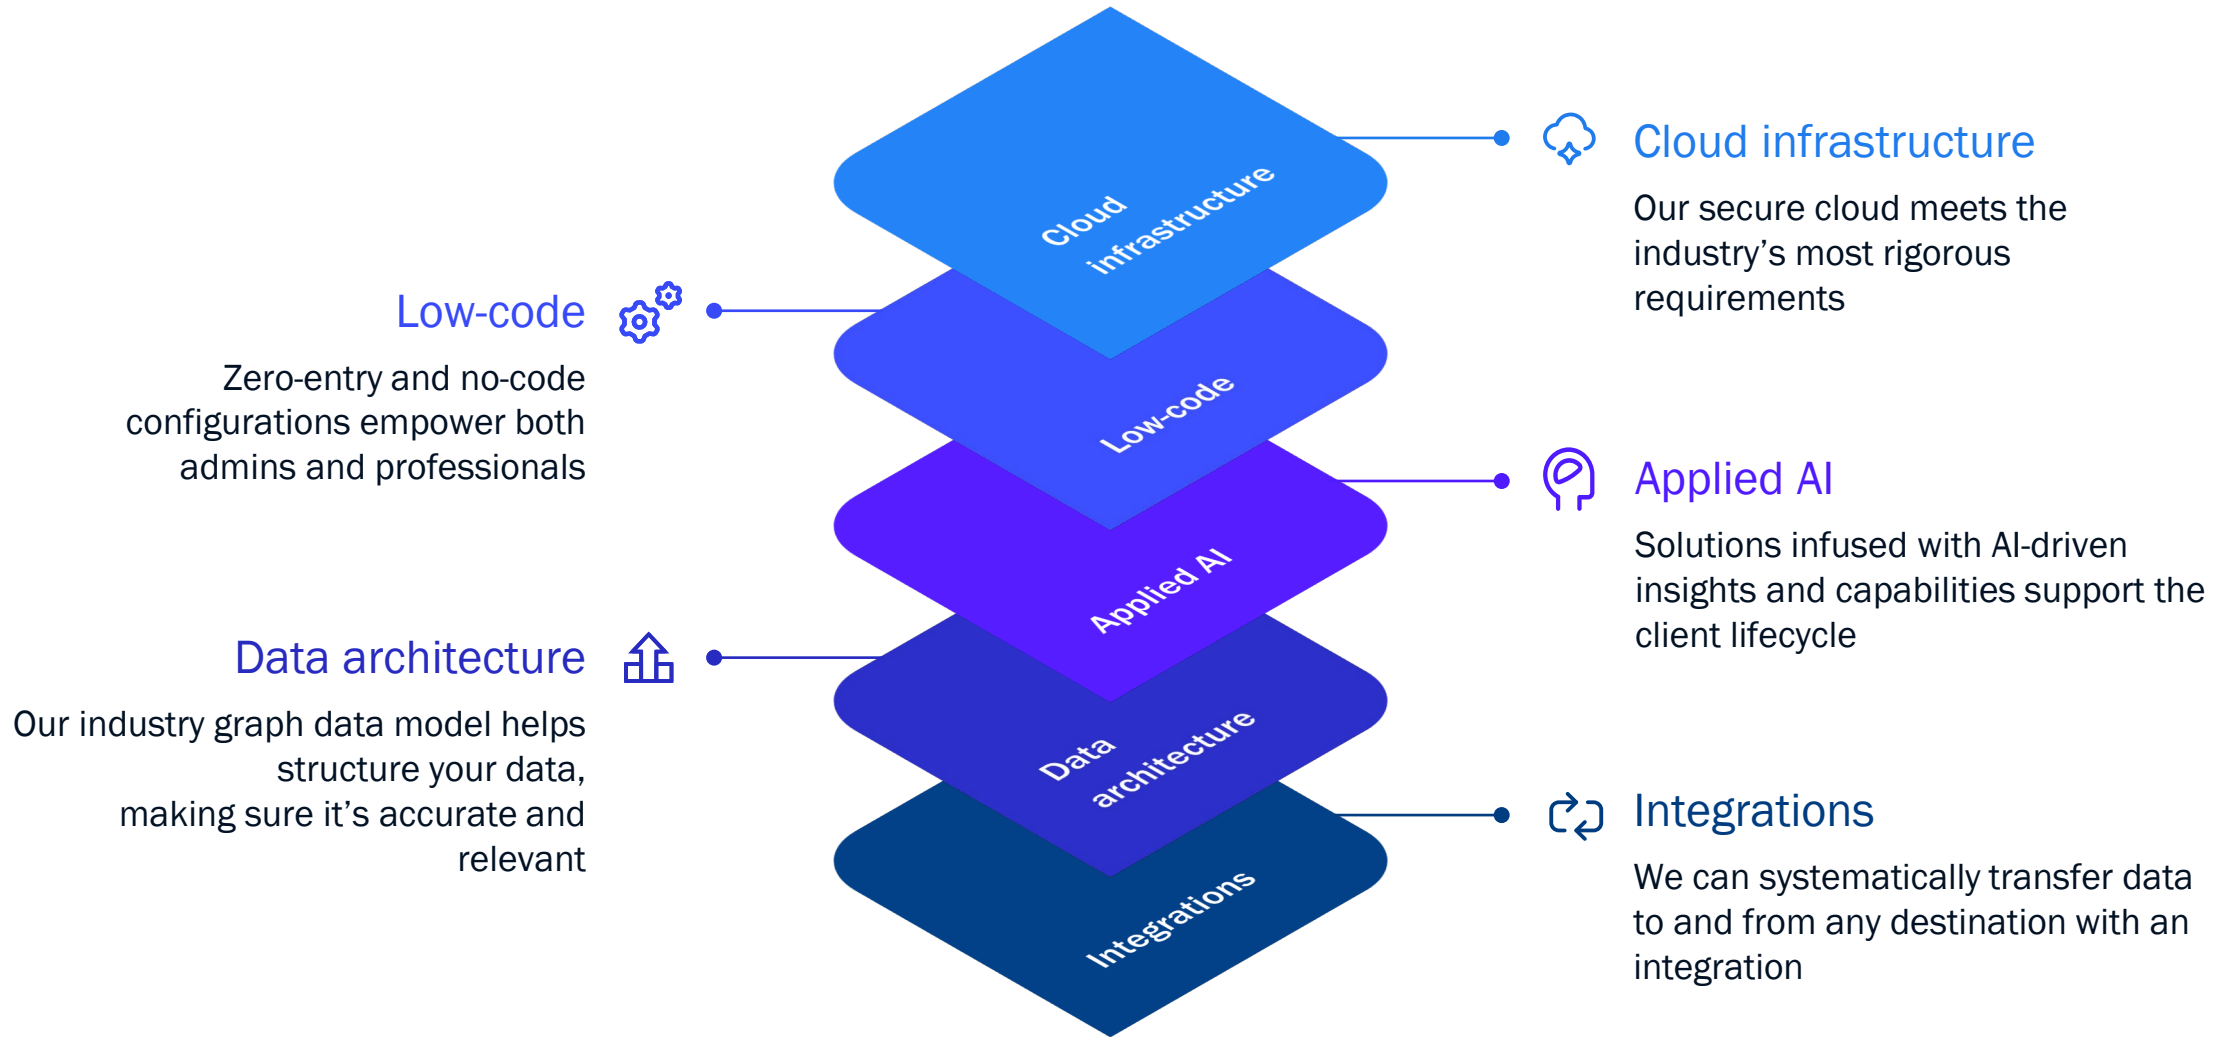 Cloud
infrastructure
Low-code
Applied AI
Data
architecture
Integrations
Cloud infrastructure
Our secure cloud meets the
industry’s most rigorous
requirements
Low-code
Zero-entry and no-code
configurations empower both
admins and professionals
Applied AI
Solutions infused with AI-driven
insights and capabilities support the
client lifecycle
Data architecture
Our industry graph data model helps
structure your data,
making sure it’s accurate and
relevant
Integrations
We can systematically transfer data
to and from any destination with an
integration